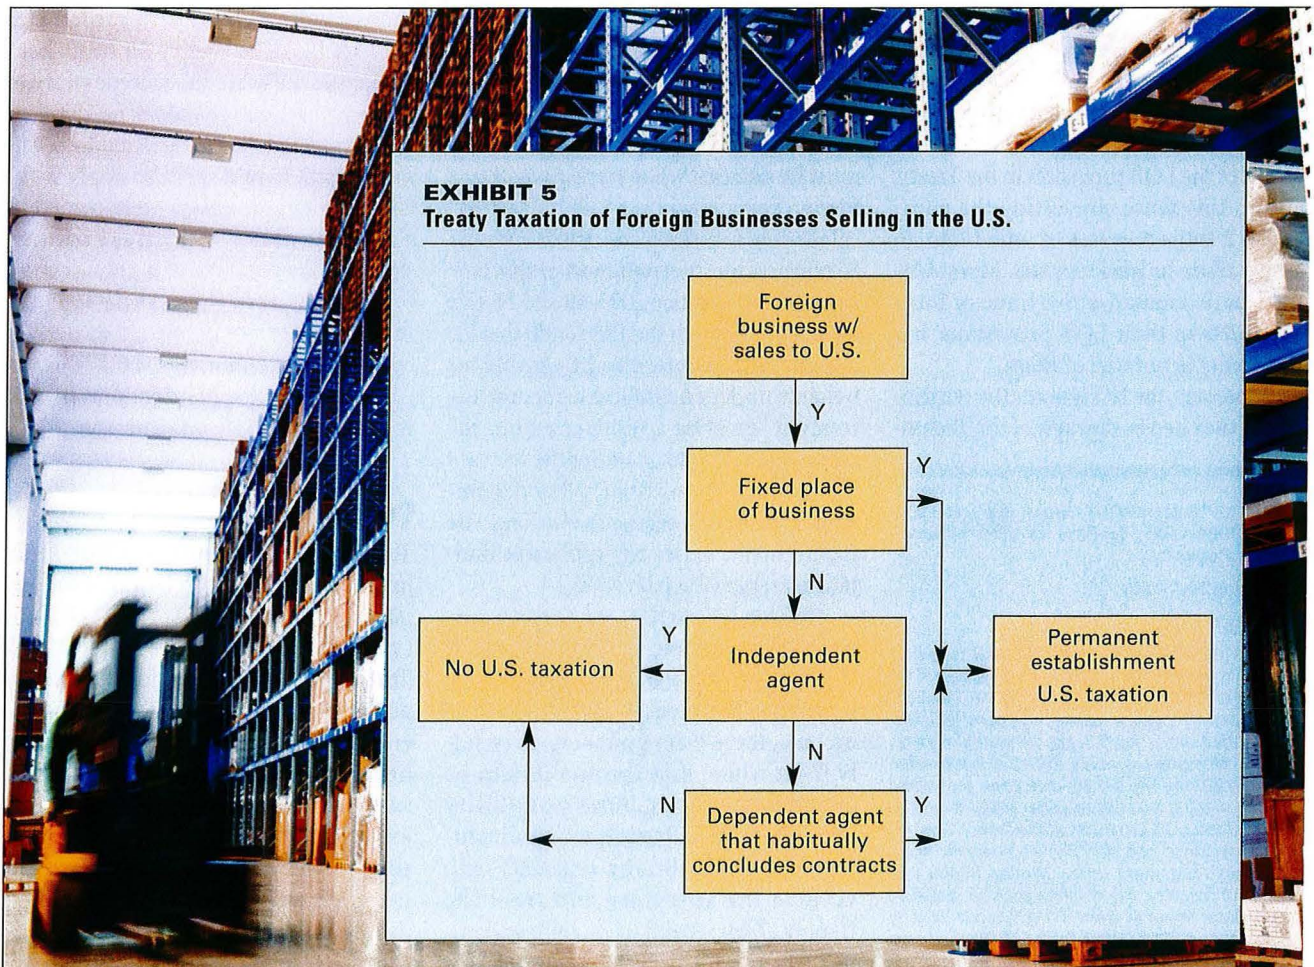 EXHIBIT 5
Treaty Taxation of Foreign Businesses Selling in the U.S.
Foreign
business w/
sales to U.S.
Y
Fixed place
of business
Y
N
Independent
agent
Y
No U.S. taxation
Permanent
establishment
U.S. taxation
N
Dependent agent
that habitually
concludes contracts
N
Y
E-1